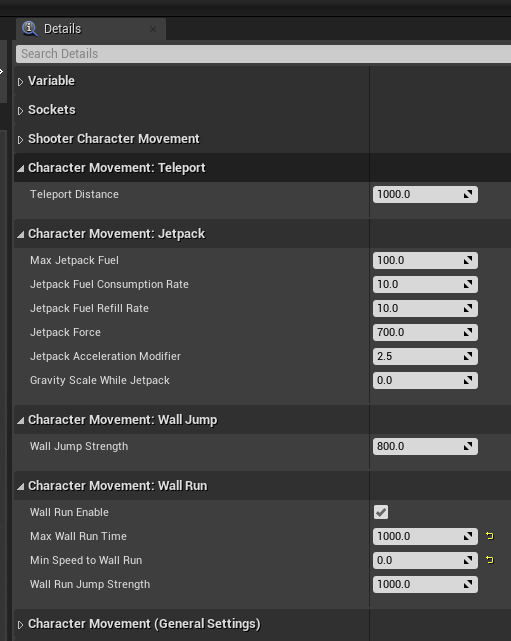 Details
Search Details
Variable
Sockets
Shooter Character Movement
Character Movement: Teleport
Teleport Distance 1000.0
Character Movement: Jetpack
Max Jetpack Fuel 100.0
Jetpack Fuel Consumption Rate 10.0
Jetpack Fuel Refill Rate 10.0
Jetpack Force 700.0
Jetpack Acceleration Modifier 2.5
Gravity Scale While Jetpack 0.0
Character Movement: Wall Jump
Wall Jump Strength 800.0
Character Movement: Wall Run
Wall Run Enable
Max Wall Run Time 1000.0
Min Speed to Wall Run 0.0
Wall Run Jump Strength 1000.0
Character Movement (General Settings)